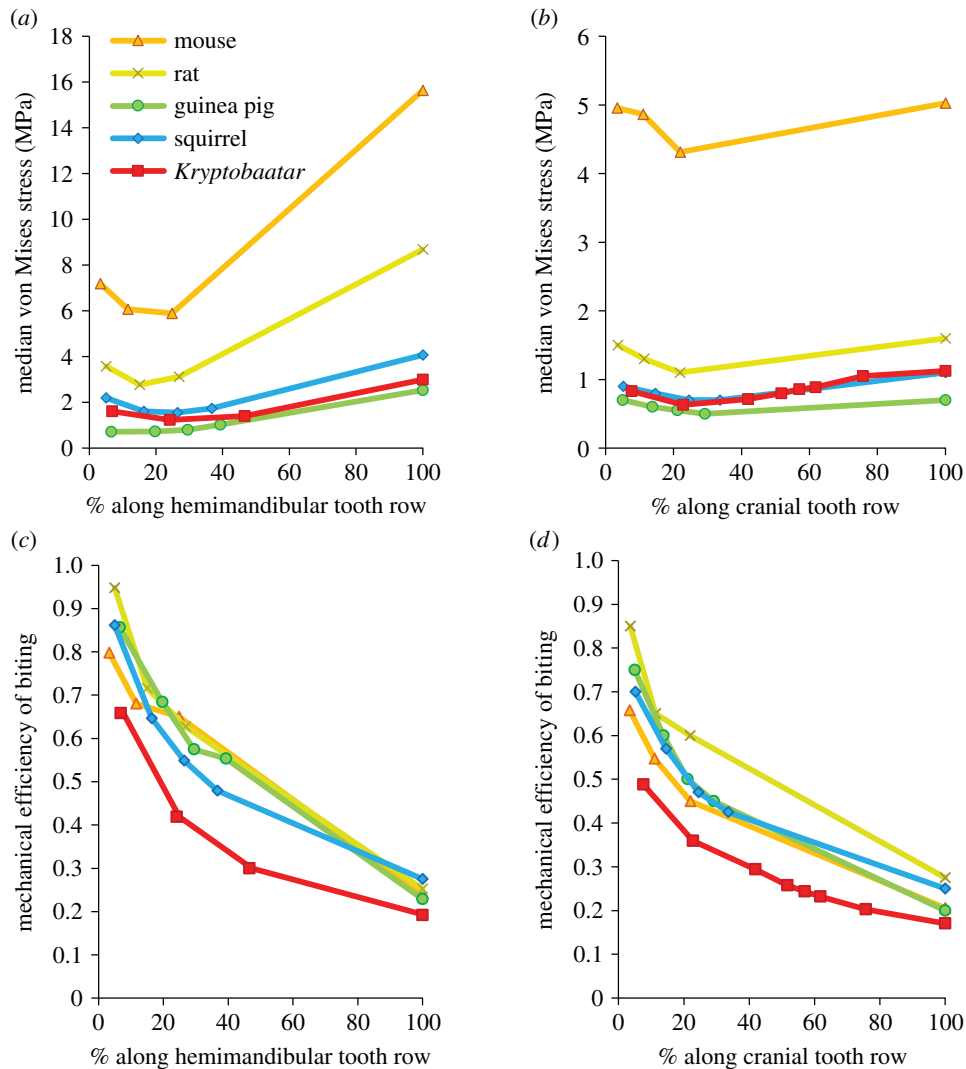 (a)
median von Mises stress (MPa)
18
16
14
12
10
8
6
4
2
0
mouse
rat
guinea pig
squirrel
Kryptobaatar
0 20 40 60 80 100
% along hemimandibular tooth row
(b)
median von Mises stress (MPa)
6
5
4
3
2
1
0
0 20 40 60 80 100
% along cranial tooth row
(c)
mechanical efficiency of biting
1.0
0.9
0.8
0.7
0.6
0.5
0.4
0.3
0.2
0.1
0
0 20 40 60 80 100
% along hemimandibular tooth row
(d)
mechanical efficiency of biting
1.0
0.9
0.8
0.7
0.6
0.5
0.4
0.3
0.2
0.1
0
0 20 40 60 80 100
% along cranial tooth row